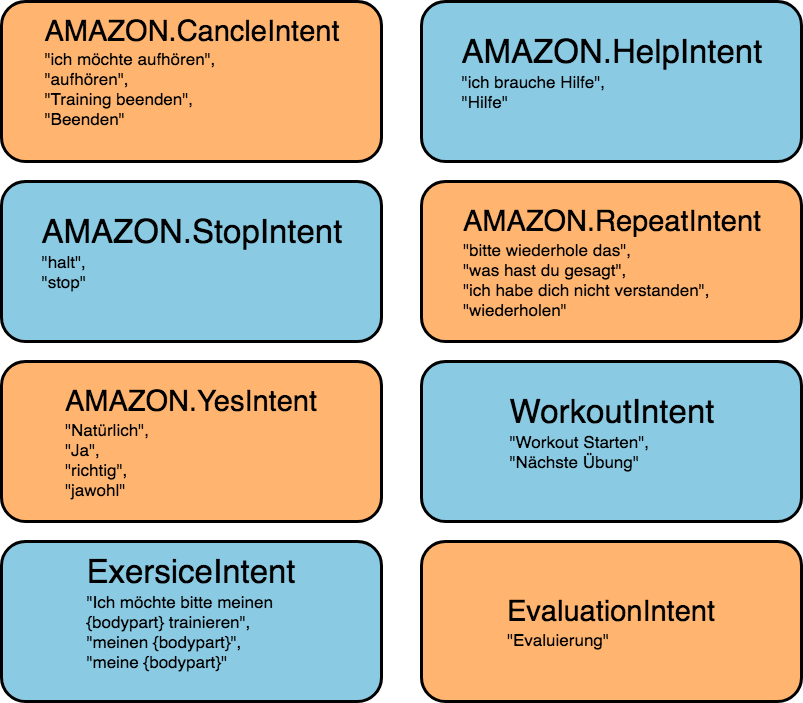 AMAZON.CancleIntent
"ich möchte aufhören",
"aufhören",
"Training beenden",
"Beenden"
AMAZON.HelpIntent
"ich brauche Hilfe",
"Hilfe"
AMAZON.StopIntent
"halt",
"stop"
AMAZON.RepeatIntent
"bitte wiederhole das",
"was hast du gesagt",
"ich habe dich nicht verstanden",
"wiederholen"
AMAZON.YesIntent
"Natürlich",
"Ja",
"richtig",
"jawohl"
WorkoutIntent
"Workout Starten",
"Nächste Übung"
ExersiceIntent
"Ich möchte bitte meinen
{bodypart} trainieren",
"meinen {bodypart}",
"meine {bodypart}"
EvaluationIntent
"Evaluierung"